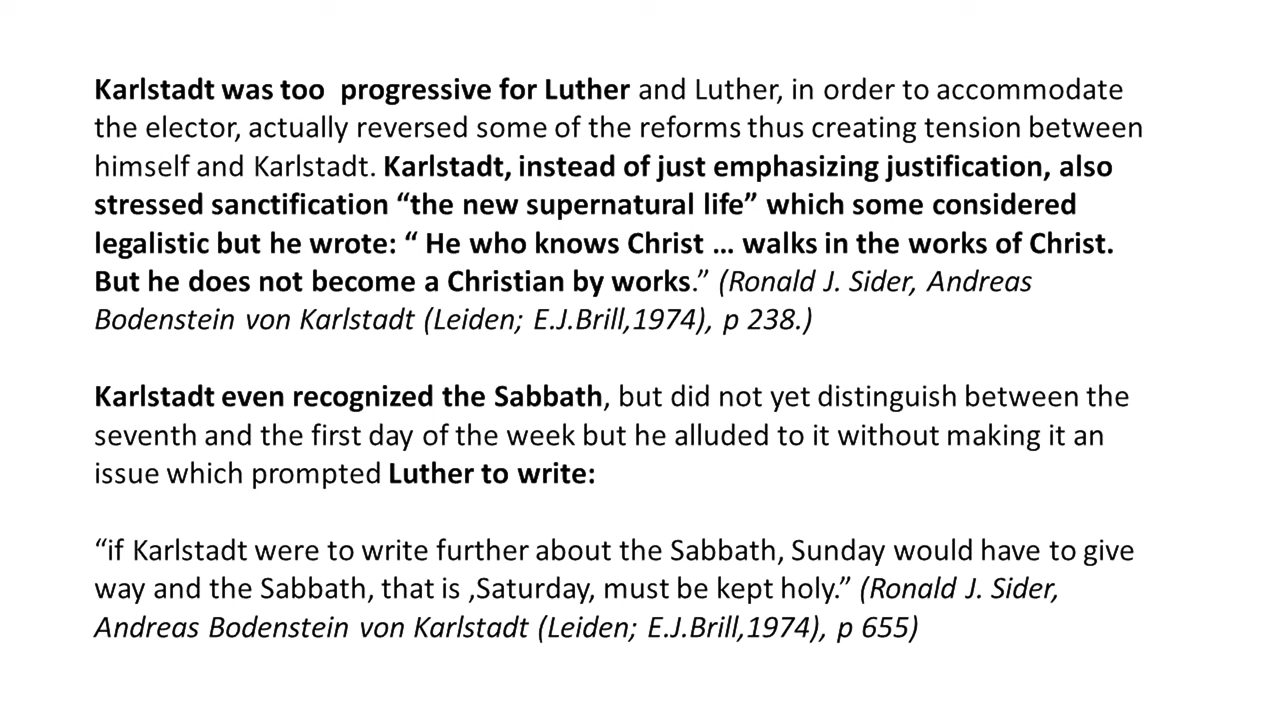 Karlstadt was too  progressive for Luther and Luther, in order to accommodate
the elector, actually reversed some of the reforms thus creating tension between
himself and Karlstadt. Karlstadt, instead of just emphasizing justification, also
stressed sanctification “the new supernatural life” which some considered
legalistic but he wrote: “ He who knows Christ … walks in the works of Christ.
But he does not become a Christian by works.” (Ronald J. Sider, Andreas
Bodenstein von Karlstadt (Leiden; E.J.Brill,1974), p 238.)
Karlstadt even recognized the Sabbath, but did not yet distinguish between the
seventh and the first day of the week but he alluded to it without making it an
issue which prompted Luther to write:
“if Karlstadt were to write further about the Sabbath, Sunday would have to give
way and the Sabbath, that is ,Saturday, must be kept holy.” (Ronald J. Sider,
Andreas Bodenstein von Karlstadt (Leiden; E.J.Brill,1974), p 655)